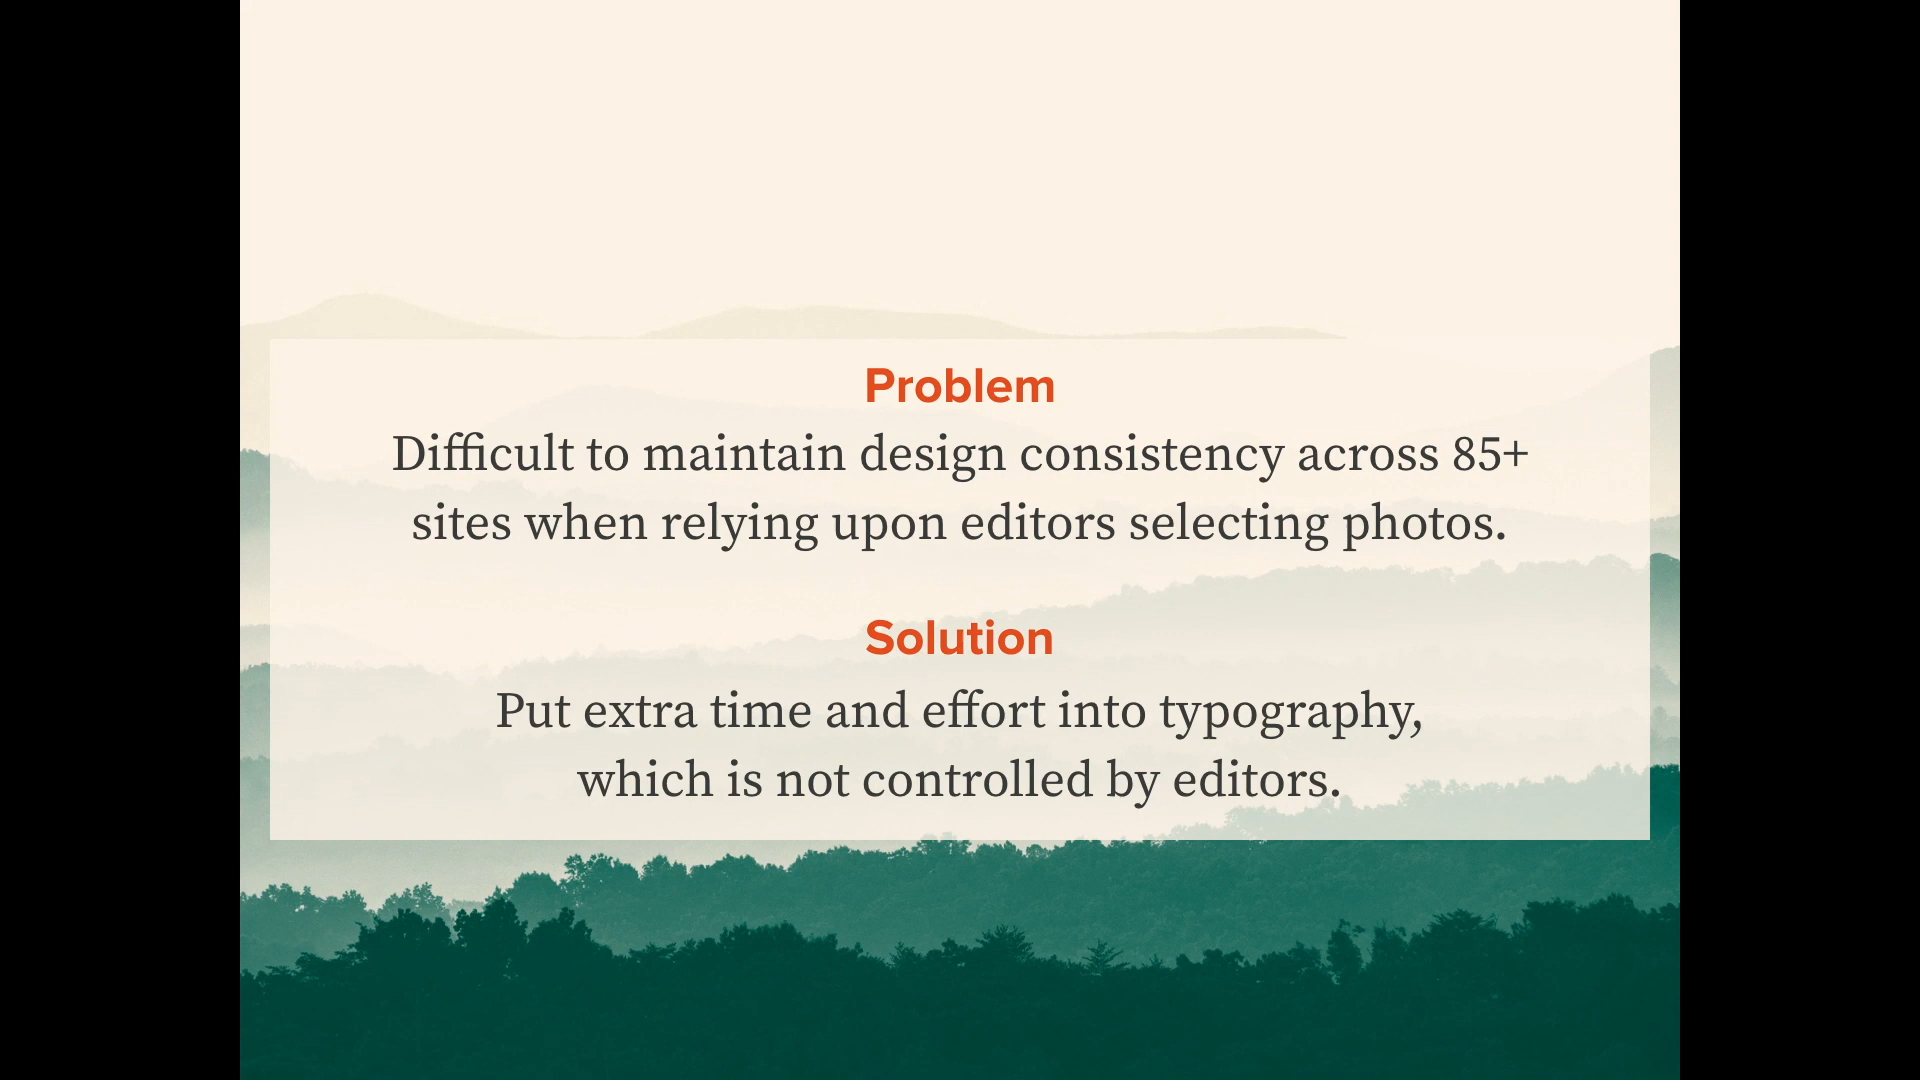 Problem
Difficult to maintain design consistency across 85+
sites when relying upon editors selecting photos.
Solution
Put extra time and effort into typography,
which is not controlled by editors.